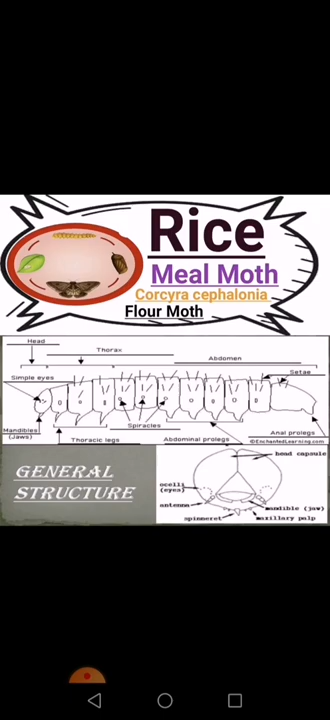 Rice
Meal Moth
Corcyra cephalonia
Flour Moth
Head
Thorax
Abdomen
Simple eyes
Setae
Mandibles
(Jaws)
Spiracles
Anal prolegs
Thoracic legs
Abdominal prolegs
©EnchantedLearning.com
GENERAL
STRUCTURE
head capsule
ocelli
(eyes)
antenna
mandible (jaw)
spinneret
maxillary palp